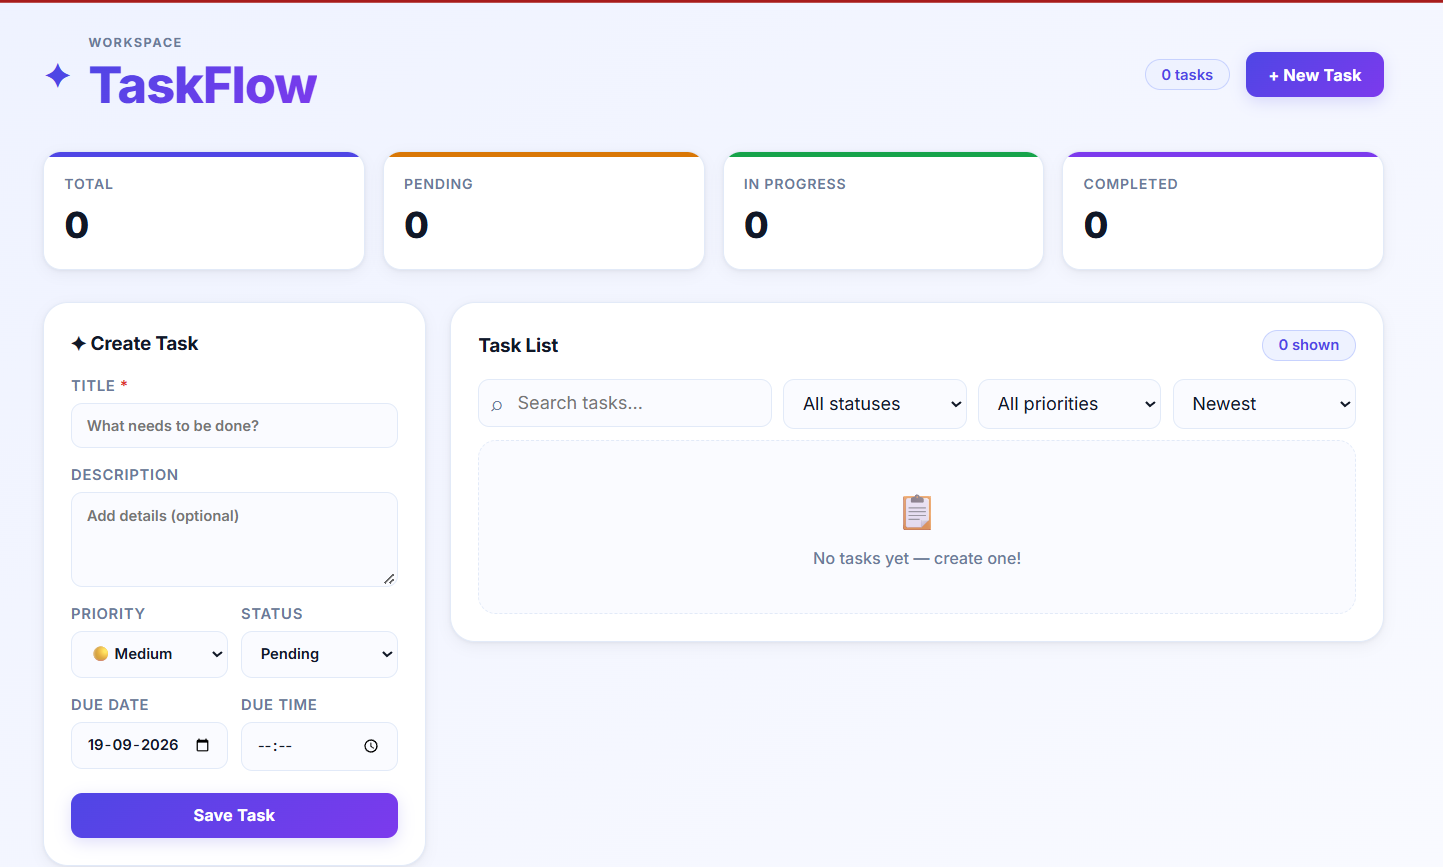 WORKSPACE
✦ TaskFlow
0 tasks
+ New Task
TOTAL
0
PENDING
0
IN PROGRESS
0
COMPLETED
0
✦ Create Task
TITLE *
What needs to be done?
DESCRIPTION
Add details (optional)
PRIORITY
Medium
STATUS
Pending
DUE DATE
19-09-2026
DUE TIME
--:--
Save Task
Task List
0 shown
Search tasks...
All statuses
All priorities
Newest
No tasks yet — create one!